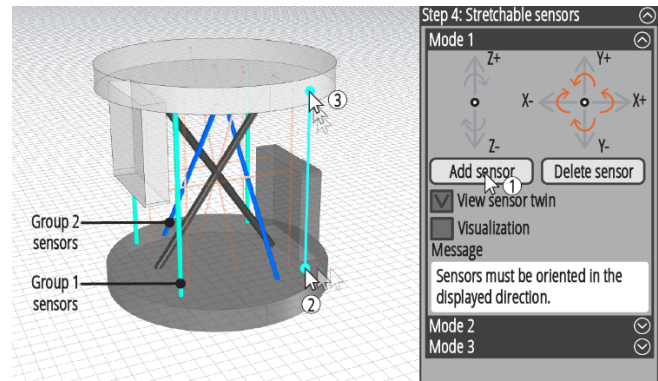 Step 4: Stretchable sensors
Mode 1
Z+
Y+
X-
X+
Z-
Y-
Add sensor
Delete sensor
1
View sensor twin
Visualization
Message
Sensors must be oriented in the
displayed direction.
Mode 2
Mode 3
3
Group 2
sensors
Group 1
sensors
2